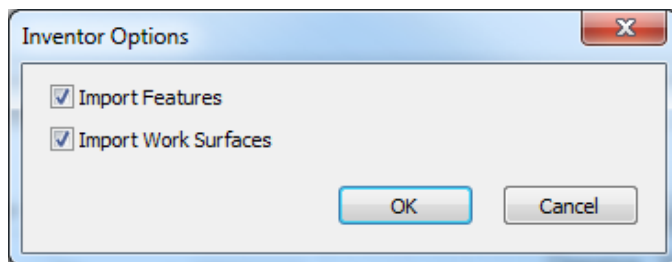 Inventor Options
Import Features
Import Work Surfaces
OK Cancel